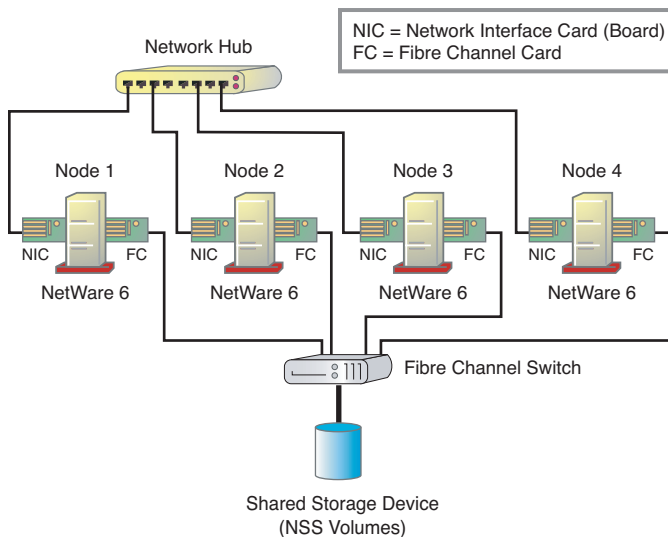 NIC = Network Interface Card (Board)
FC = Fibre Channel Card
Network Hub
Node 1
Node 2
Node 3
Node 4
NIC FC
NIC FC
NIC FC
NIC FC
NetWare 6
NetWare 6
NetWare 6
NetWare 6
Fibre Channel Switch
Shared Storage Device
(NSS Volumes)